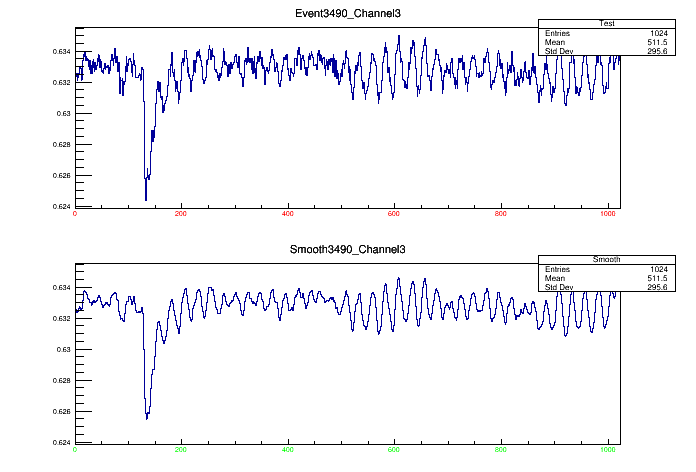 Event3490_Channel3
Test
Entries 1024
Mean 511.5
Std Dev 295.6
0.634
0.632
0.63
0.628
0.626
0.624
0 200 400 600 800 1000
Smooth3490_Channel3
Smooth
Entries 1024
Mean 511.5
Std Dev 295.6
0.634
0.632
0.63
0.628
0.626
0.624
0 200 400 600 800 1000